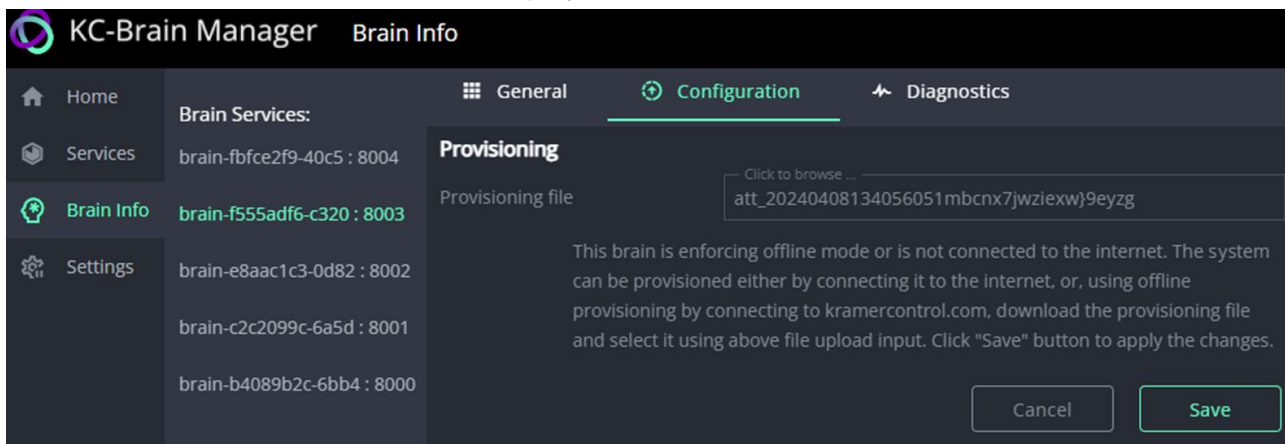 KC-Brain Manager Brain Info
Home
Services
Brain Info
Settings
Brain Services:
brain-fbfce2f9-40c5 : 8004
brain-f555adf6-c320 : 8003
brain-e8aac1c3-0d82 : 8002
brain-c2c2099c-6a5d : 8001
brain-b4089b2c-6bb4 : 8000
General Configuration Diagnostics
Provisioning
Provisioning file
Click to browse ...
att_20240408134056051mbcnx7jwziexw}9eyzg
This brain is enforcing offline mode or is not connected to the internet. The system
can be provisioned either by connecting it to the internet, or, using offline
provisioning by connecting to kramercontrol.com, download the provisioning file
and select it using above file upload input. Click "Save" button to apply the changes.
Cancel Save